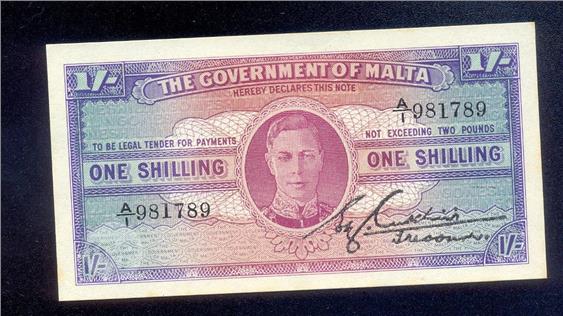 1/- 1/-
THE GOVERNMENT OF MALTA
HEREBY DECLARES THIS NOTE
A/1 981789
TO BE LEGAL TENDER FOR PAYMENTS NOT EXCEEDING TWO POUNDS
ONE SHILLING ONE SHILLING
A/1 981789
1/- 1/-